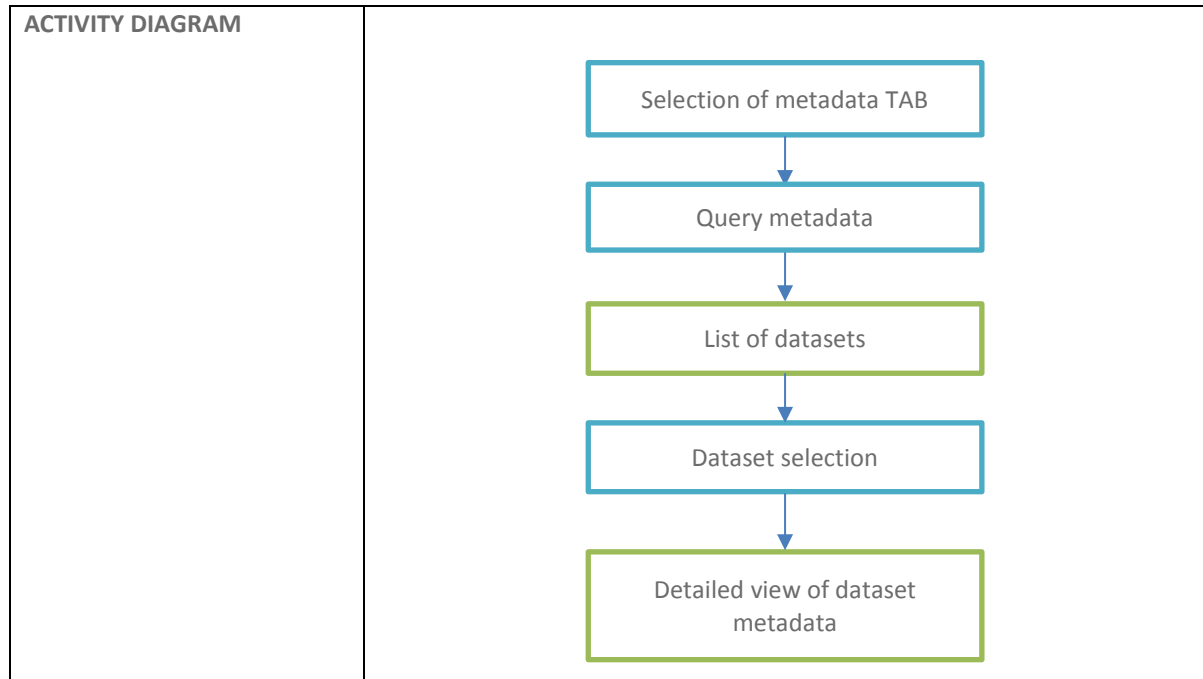 ACTIVITY DIAGRAM
Selection of metadata TAB
Query metadata
List of datasets
Dataset selection
Detailed view of dataset
metadata